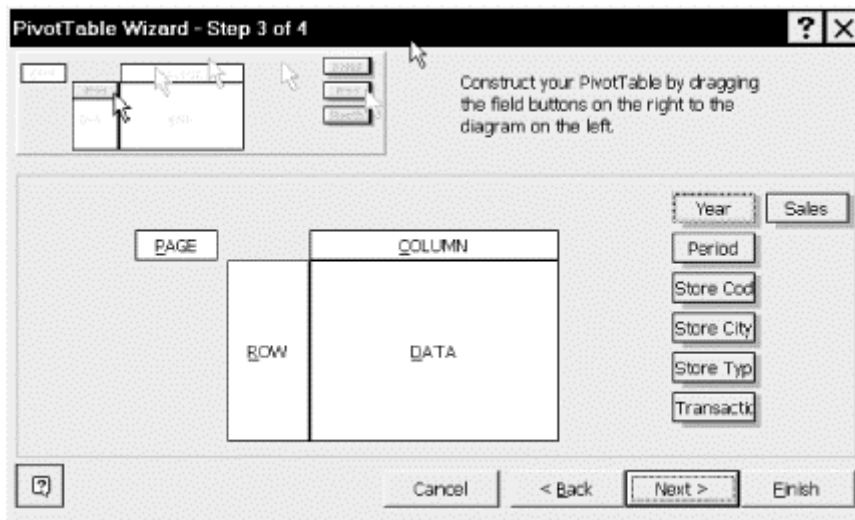 PivotTable Wizard - Step 3 of 4
? X
Construct your PivotTable by dragging
the field buttons on the right to the
diagram on the left.
Year Sales
PAGE COLUMN
Period
Store Cod
Store City
ROW DATA
Store Typ
Transactic
? Cancel < Back Next > Finish